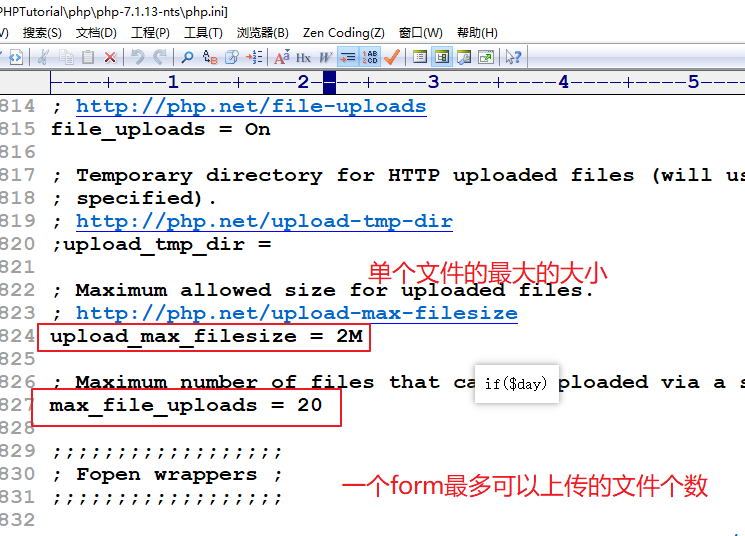 PHPTutorial\php\php-7.1.13-nts\php.ini]
V) 搜索(S) 文档(D) 工程(P) 工具(T) 浏览器(B) Zen Coding(Z) 窗口(W) 帮助(H)
----+----1----+----2----+----3----+----4----+----5--
814 ; http://php.net/file-uploads
815 file_uploads = On
816
817 ; Temporary directory for HTTP uploaded files (will us
818 ; specified).
819 ; http://php.net/upload-tmp-dir
820 ;upload_tmp_dir =
821
单个文件的最大的大小
822 ; Maximum allowed size for uploaded files.
823 ; http://php.net/upload-max-filesize
824 upload_max_filesize = 2M
825
826 ; Maximum number of files that ca ploaded via a s
if($day)
827 max_file_uploads = 20
828
829 ;;;;;;;;;;;;;;;;;;
830 ; Fopen wrappers ;
一个form最多可以上传的文件个数
831 ;;;;;;;;;;;;;;;;;;
832